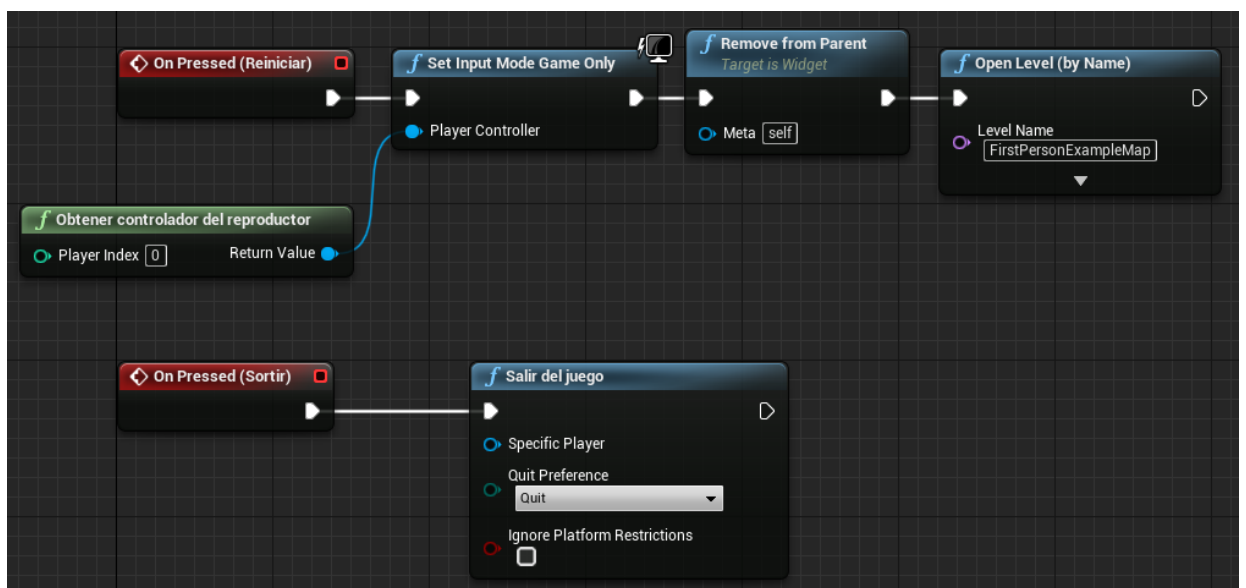 On Pressed (Reiniciar)
f Set Input Mode Game Only
Player Controller
f Remove from Parent
Target is Widget
Meta self
f Open Level (by Name)
Level Name
FirstPersonExampleMap
f Obtener controlador del reproductor
Player Index 0 Return Value
On Pressed (Sortir)
f Salir del juego
Specific Player
Quit Preference
Quit
Ignore Platform Restrictions